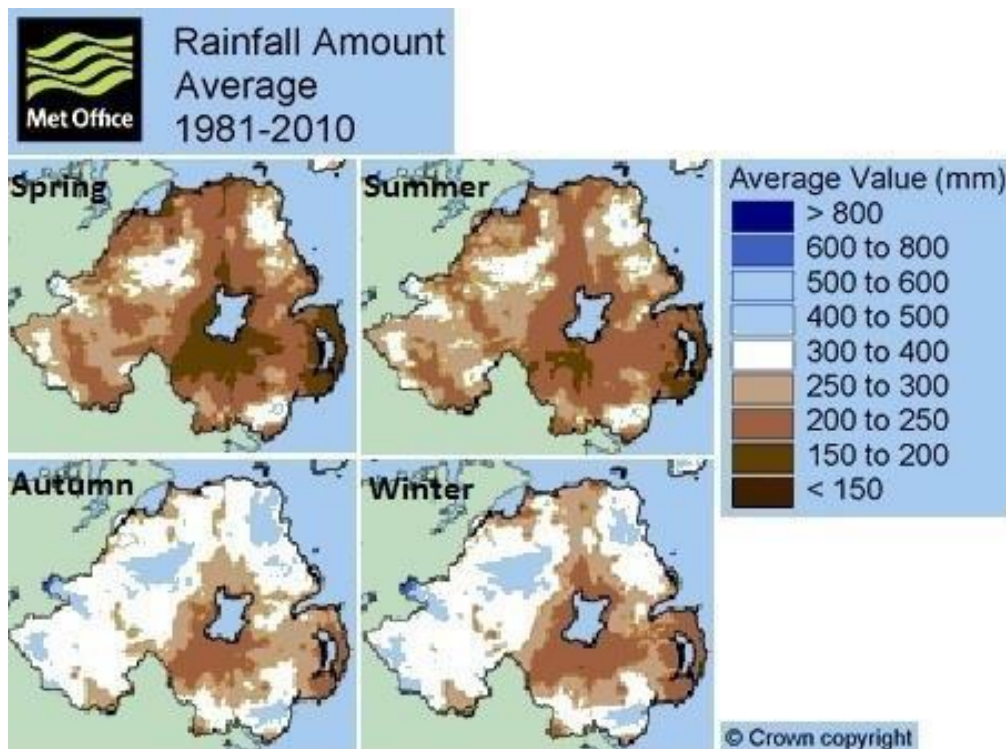 Met Office
Rainfall Amount
Average
1981-2010
Spring
Summer
Autumn
Winter
Average Value (mm)
> 800
600 to 800
500 to 600
400 to 500
300 to 400
250 to 300
200 to 250
150 to 200
< 150
© Crown copyright